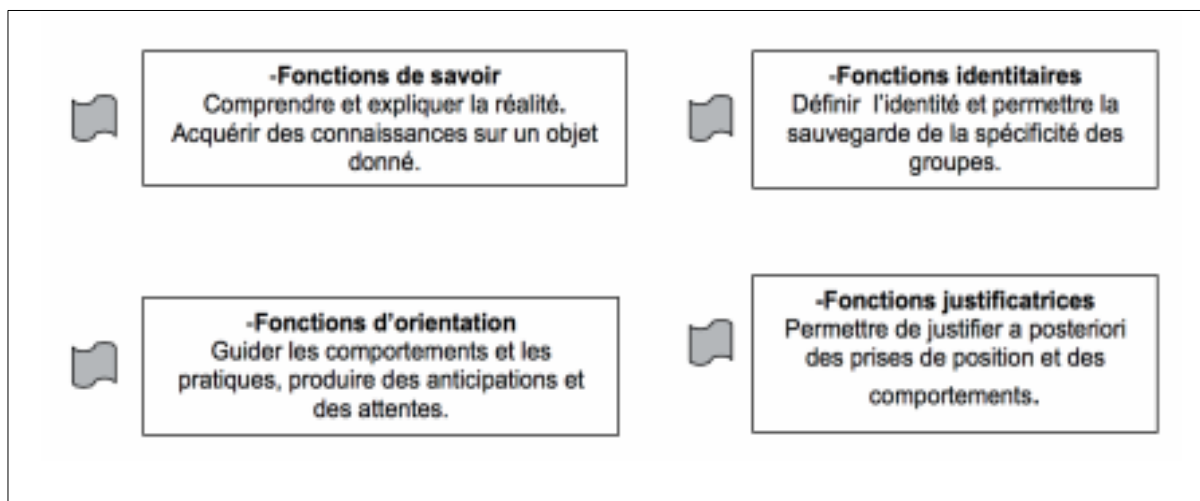 -Fonctions de savoir
Comprendre et expliquer la réalité.
Acquérir des connaissances sur un objet
donné.
-Fonctions identitaires
Définir l'identité et permettre la
sauvegarde de la spécificité des
groupes.
-Fonctions d'orientation
Guider les comportements et les
pratiques, produire des anticipations et
des attentes.
-Fonctions justificatrices
Permettre de justifier a posteriori
des prises de position et des
comportements.